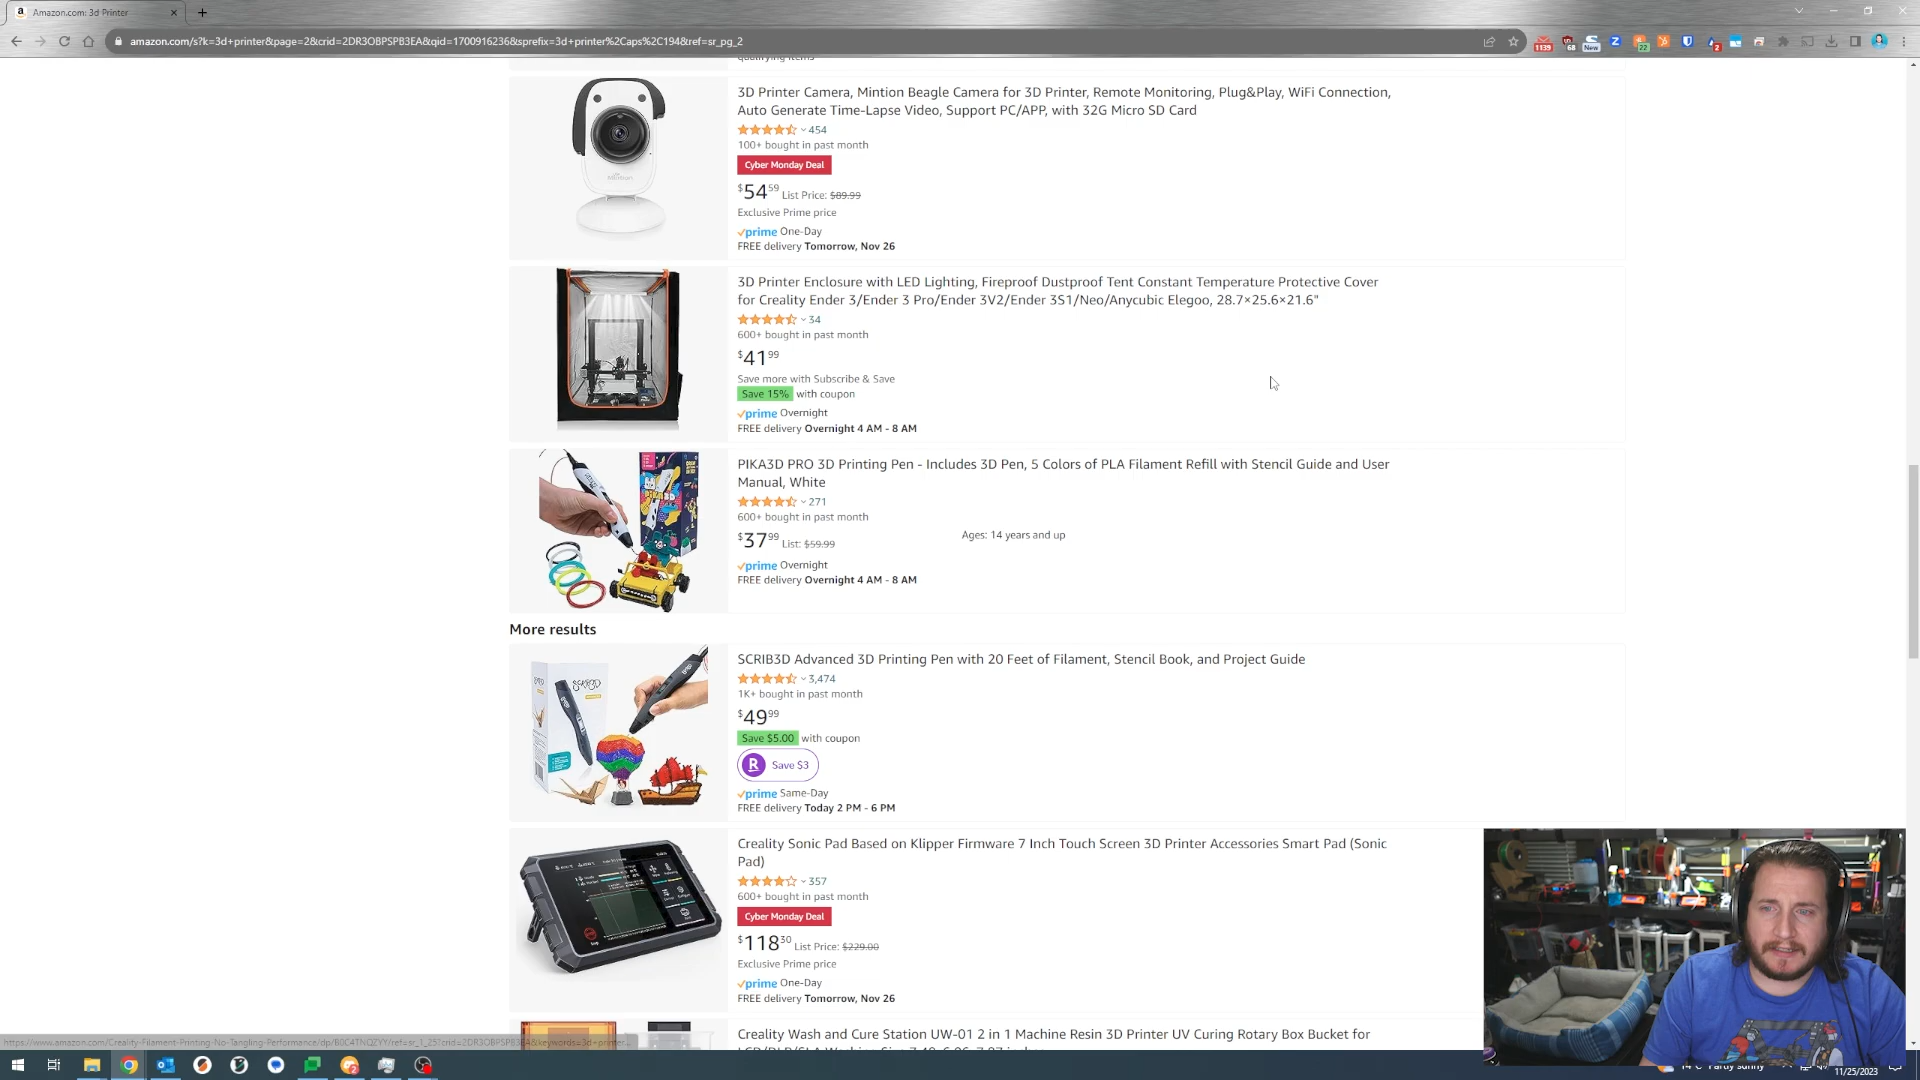 Amazon.com: 3d Printer
amazon.com/s?k=3d+printer&page=2&crid=2DR3OBPSPB3EA&qid=1700916236&sprefix=3d+printer%2Caps%2C194&ref=sr_pg_2
qualifying items
3D Printer Camera, Mintion Beagle Camera for 3D Printer, Remote Monitoring, Plug&Play, WiFi Connection,
Auto Generate Time-Lapse Video, Support PC/APP, with 32G Micro SD Card
454
100+ bought in past month
Cyber Monday Deal
$54 59 List Price: $89.99
Exclusive Prime price
prime One-Day
FREE delivery Tomorrow, Nov 26
3D Printer Enclosure with LED Lighting, Fireproof Dustproof Tent Constant Temperature Protective Cover
for Creality Ender 3/Ender 3 Pro/Ender 3V2/Ender 3S1/Neo/Anycubic Elegoo, 28.7×25.6×21.6"
34
600+ bought in past month
$41 99
Save more with Subscribe & Save
Save 15% with coupon
prime Overnight
FREE delivery Overnight 4 AM - 8 AM
PIKA3D PRO 3D Printing Pen - Includes 3D Pen, 5 Colors of PLA Filament Refill with Stencil Guide and User
Manual, White
271
600+ bought in past month
$37 99 List: $59.99
Ages: 14 years and up
prime Overnight
FREE delivery Overnight 4 AM - 8 AM
More results
SCRIB3D Advanced 3D Printing Pen with 20 Feet of Filament, Stencil Book, and Project Guide
3,474
1K+ bought in past month
$49 99
Save $5.00 with coupon
R Save $3
prime Same-Day
FREE delivery Today 2 PM - 6 PM
Creality Sonic Pad Based on Klipper Firmware 7 Inch Touch Screen 3D Printer Accessories Smart Pad (Sonic
Pad)
357
600+ bought in past month
Cyber Monday Deal
$118 30 List Price: $229.00
Exclusive Prime price
prime One-Day
FREE delivery Tomorrow, Nov 26
Creality Wash and Cure Station UW-01 2 in 1 Machine Resin 3D Printer UV Curing Rotary Box Bucket for
14°C Partly sunny
11/25/2023